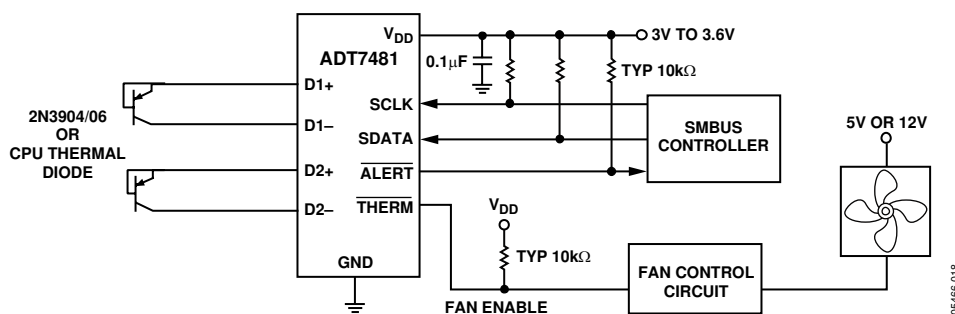 V_DD
ADT7481
3V TO 3.6V
0.1μF
TYP 10kΩ
D1+
SCLK
2N3904/06
OR
CPU THERMAL
DIODE
D1–
SDATA
SMBUS
CONTROLLER
5V OR 12V
D2+
ALERT
D2–
THERM
V_DD
TYP 10kΩ
GND
FAN ENABLE
FAN CONTROL
CIRCUIT
05466-018